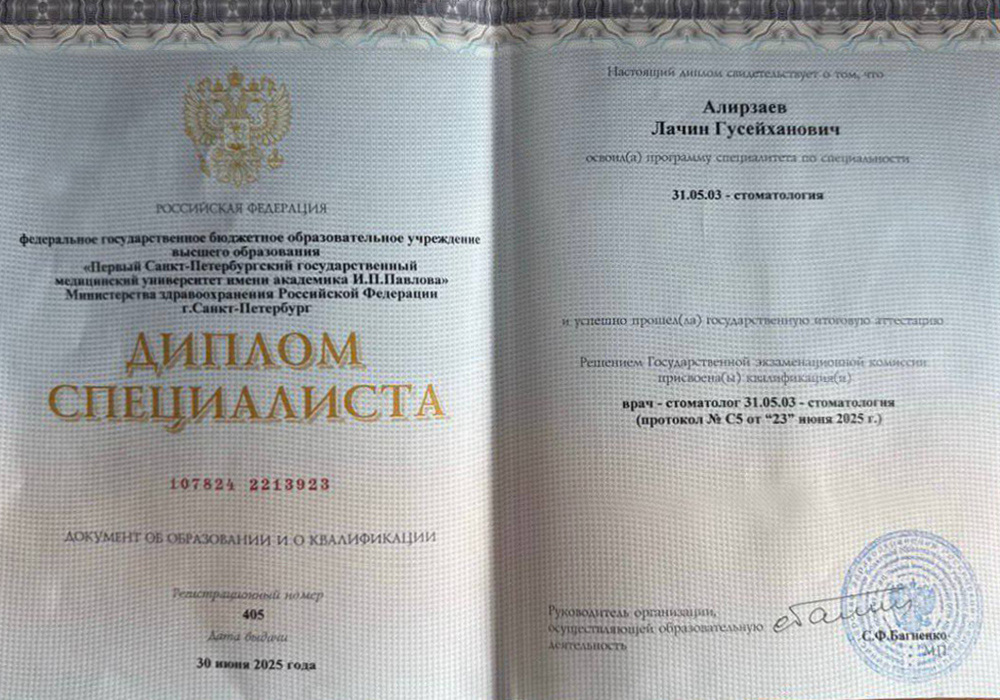 РОССИЙСКАЯ ФЕДЕРАЦИЯ
федеральное государственное бюджетное образовательное учреждение
высшего образования
«Первый Санкт-Петербургский государственный
медицинский университет имени академика И.П.Павлова»
Министерства здравоохранения Российской Федерации
г.Санкт-Петербург
ДИПЛОМ
СПЕЦИАЛИСТА
107824 2213923
ДОКУМЕНТ ОБ ОБРАЗОВАНИИ И О КВАЛИФИКАЦИИ
Регистрационный номер
405
Дата выдачи
30 июня 2025 года
Настоящий диплом свидетельствует о том, что
Алирзаев
Лачин Гусейханович
освоил(а) программу специалитета по специальности
31.05.03 - стоматология
и успешно прошел(ла) государственную итоговую аттестацию
Решением Государственной экзаменационной комиссии
присвоена(ы) квалификация(и)
врач - стоматолог 31.05.03 - стоматология
(протокол № С5 от “23” июня 2025 г.)
Руководитель организации,
осуществляющей образовательную
деятельность
С.Ф.Багненко
МП